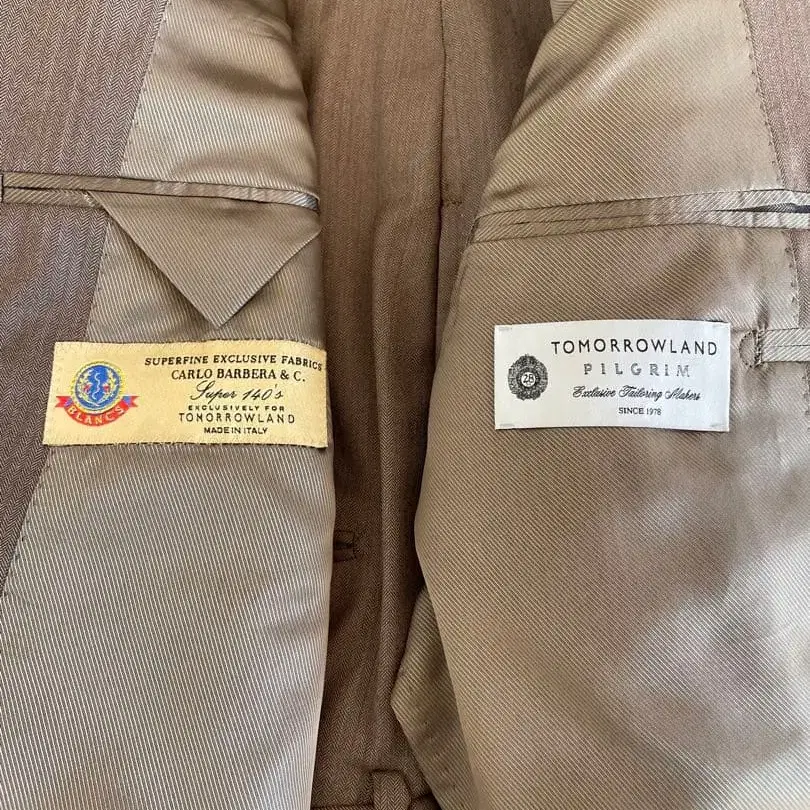 SUPERFINE EXCLUSIVE FABRICS
CARLO BARBERA & C.
Super 140's
EXCLUSIVELY FOR
TOMORROWLAND
MADE IN ITALY
BLANCS
TOMORROWLAND
PILGRIM
Exclusive Tailoring Makers
SINCE 1978